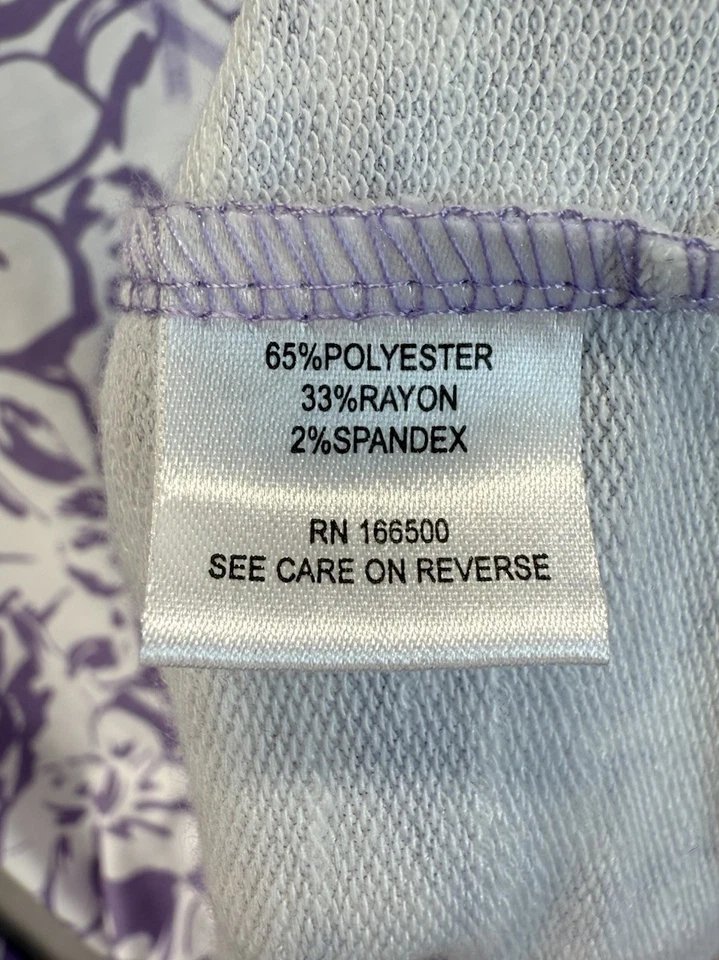 65%POLYESTER
33%RAYON
2%SPANDEX
RN 166500
SEE CARE ON REVERSE